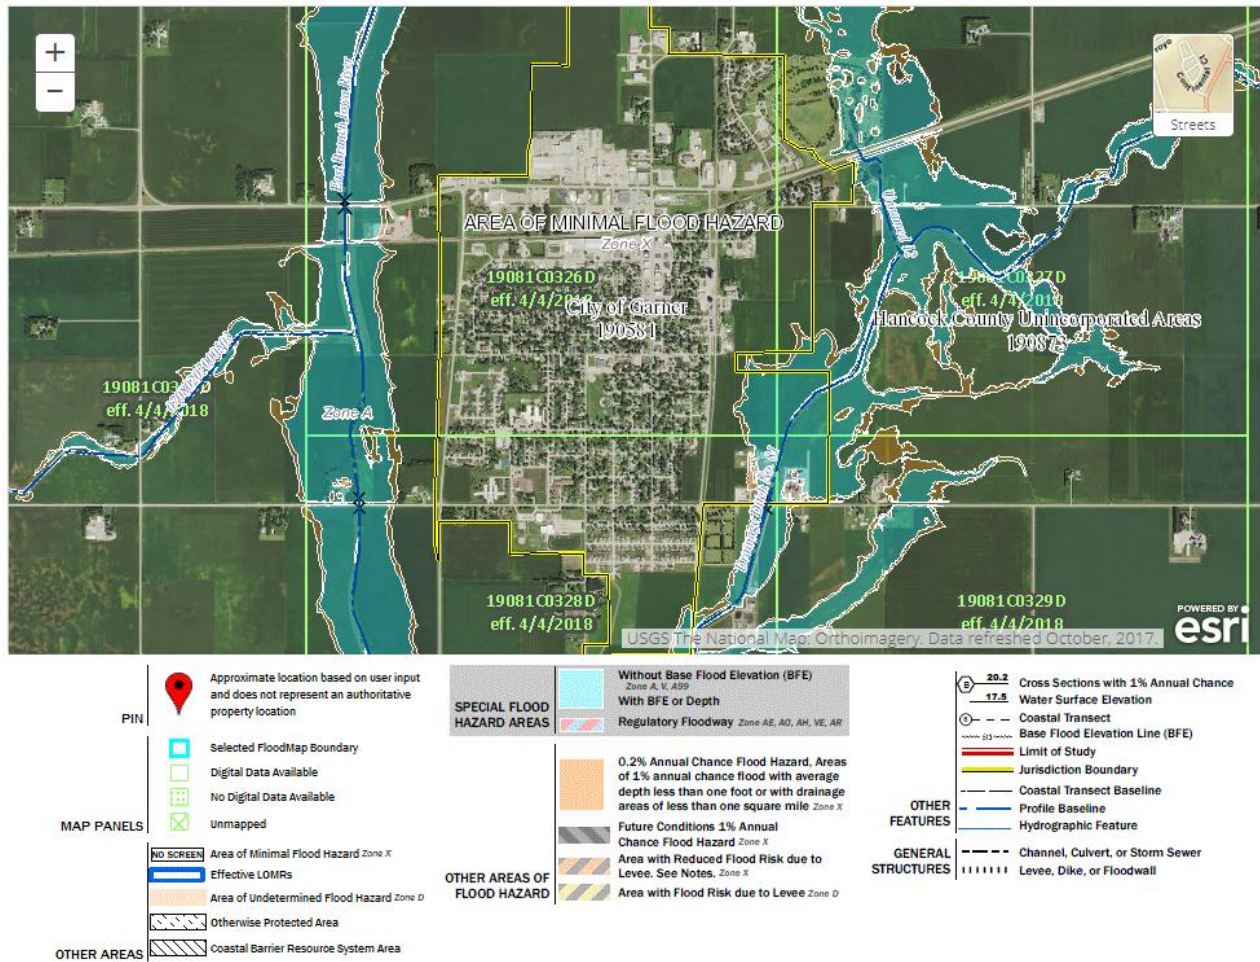 +
−
Streets
Continental Ct
East Branch Iowa River
AREA OF MINIMAL FLOOD HAZARD
Zone X
Unnamed 12
19081C0326D
eff. 4/4/2018
19081C0327D
eff. 4/4/2018
City of Garner
190581
Hancock County Unincorporated Areas
190873
eff. 4/4/2018
Zone A
19081C0328D
eff. 4/4/2018
19081C0329D
eff. 4/4/2018
USGS The National Map: Orthoimagery. Data refreshed October, 2017.
POWERED BY
esri
PIN
Approximate location based on user input
and does not represent an authoritative
property location
MAP PANELS
Selected FloodMap Boundary
Digital Data Available
No Digital Data Available
Unmapped
OTHER AREAS
NO SCREEN Area of Minimal Flood Hazard Zone X
Effective LOMRs
Area of Undetermined Flood Hazard Zone D
Otherwise Protected Area
Coastal Barrier Resource System Area
SPECIAL FLOOD
HAZARD AREAS
Without Base Flood Elevation (BFE)
Zone A, V, A99
With BFE or Depth
Regulatory Floodway Zone AE, AO, AH, VE, AR
OTHER AREAS OF
FLOOD HAZARD
0.2% Annual Chance Flood Hazard, Areas
of 1% annual chance flood with average
depth less than one foot or with drainage
areas of less than one square mile Zone X
Future Conditions 1% Annual
Chance Flood Hazard Zone X
Area with Reduced Flood Risk due to
Levee. See Notes. Zone X
Area with Flood Risk due to Levee Zone D
OTHER
FEATURES
B 20.2 Cross Sections with 1% Annual Chance
17.5 Water Surface Elevation
8 Coastal Transect
513 Base Flood Elevation Line (BFE)
Limit of Study
Jurisdiction Boundary
Coastal Transect Baseline
Profile Baseline
Hydrographic Feature
GENERAL
STRUCTURES
Channel, Culvert, or Storm Sewer
Levee, Dike, or Floodwall